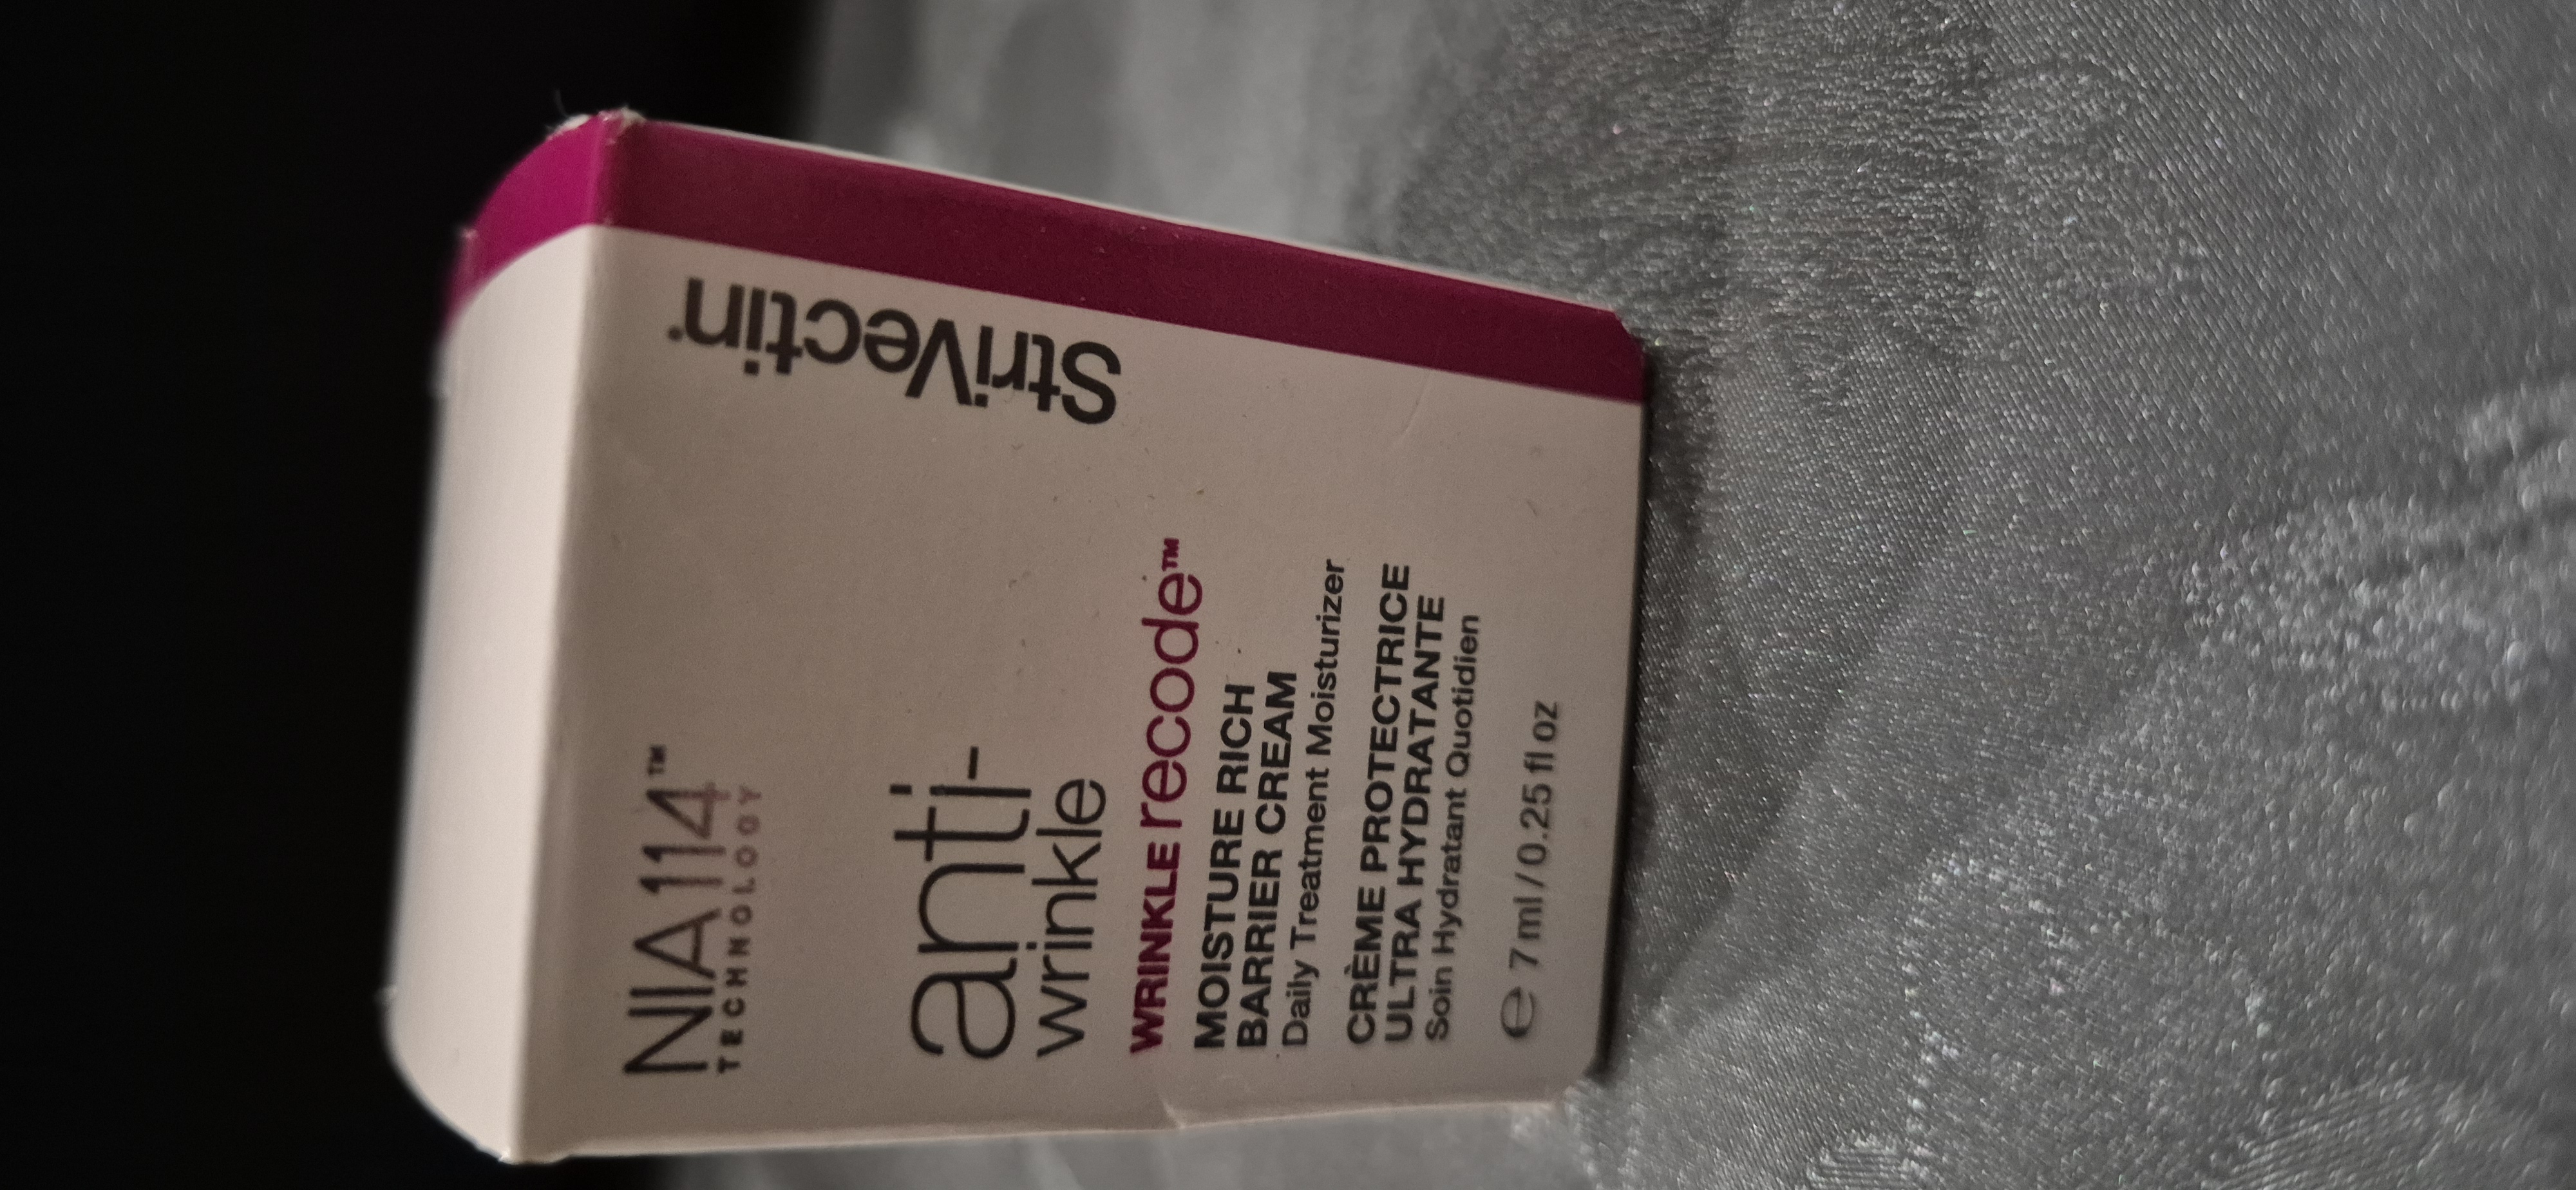 NIA114™
TECHNOLOGY
StriVectin®
anti-
wrinkle
WRINKLE recode™
MOISTURE RICH
BARRIER CREAM
Daily Treatment Moisturizer
CRÈME PROTECTRICE
ULTRA HYDRATANTE
Soin Hydratant Quotidien
℮ 7 ml / 0.25 fl oz